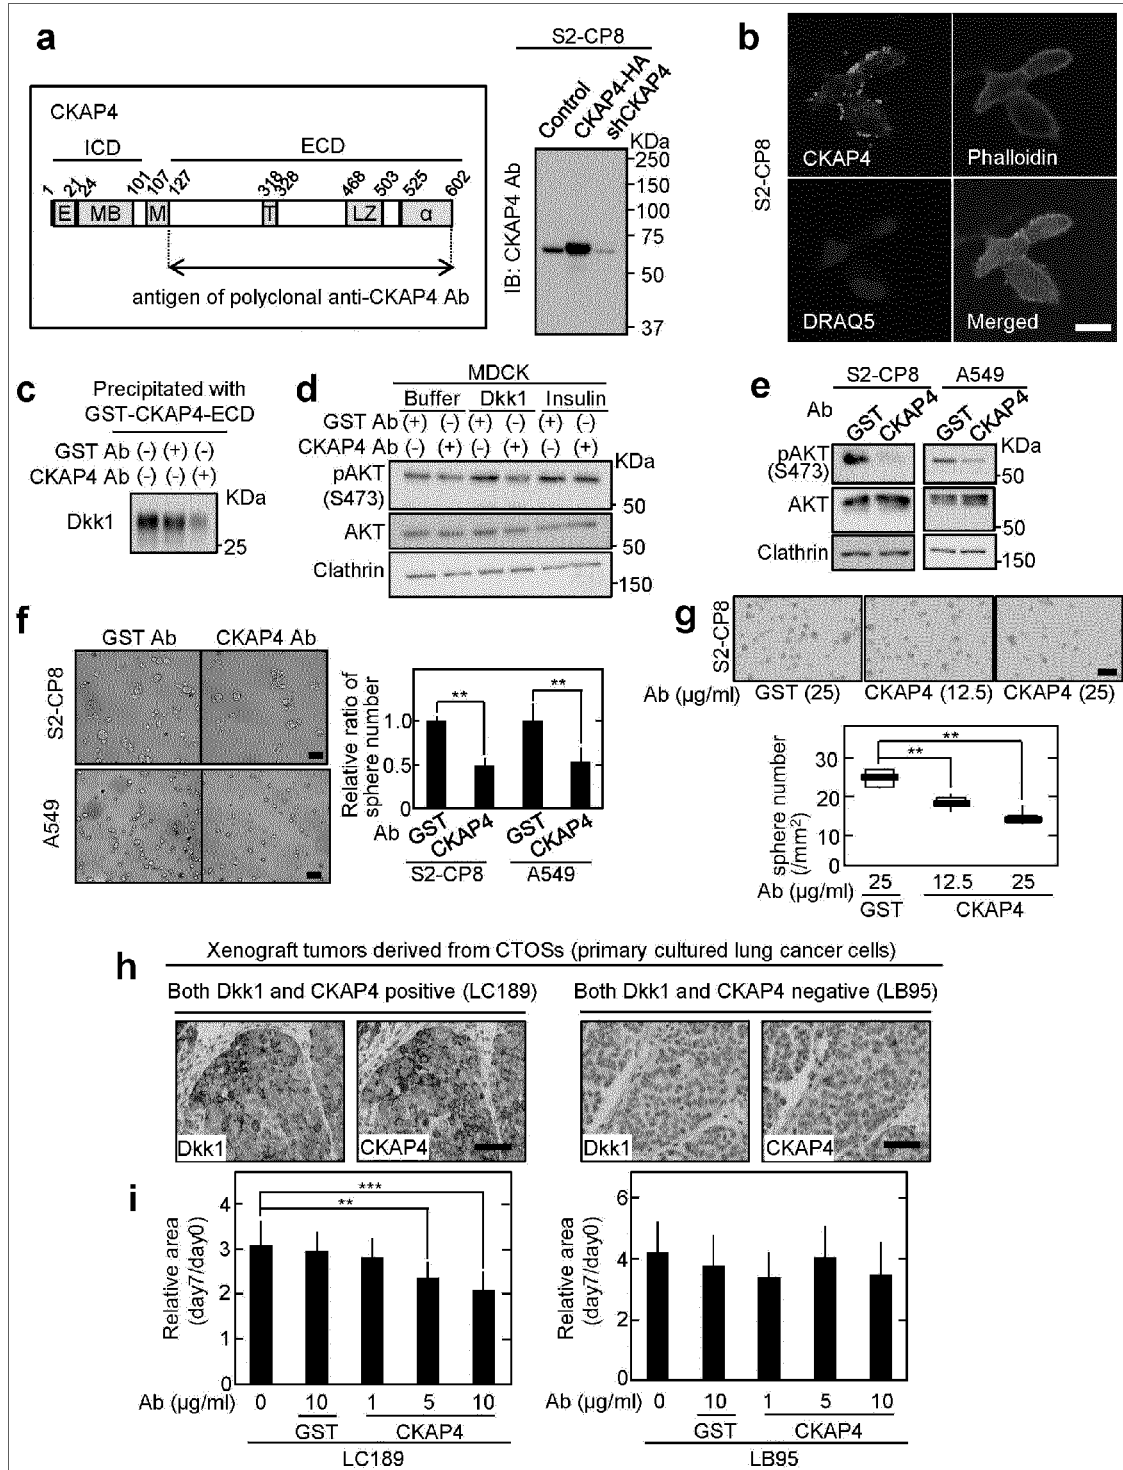 a
CKAP4
ICD
ECD
1 21 24 101 107 127 318 328 468 503 525 602
E MB M T LZ α
antigen of polyclonal anti-CKAP4 Ab
S2-CP8
Control CKAP4-HA shCKAP4
KDa
250
150
100
75
50
37
IB: CKAP4 Ab
b
S2-CP8
CKAP4
Phalloidin
DRAQ5
Merged
c
Precipitated with
GST-CKAP4-ECD
GST Ab (-) (+) (-)
CKAP4 Ab (-) (-) (+)
KDa
Dkk1
25
d
MDCK
Buffer Dkk1 Insulin
GST Ab (+) (-) (+) (-) (+) (-)
CKAP4 Ab (-) (+) (-) (+) (-) (+)
KDa
pAKT
(S473)
50
AKT
50
Clathrin
150
e
S2-CP8 A549
Ab GST CKAP4 GST CKAP4
KDa
pAKT
(S473)
50
AKT
50
Clathrin
150
f
GST Ab CKAP4 Ab
S2-CP8
A549
Relative ratio of
sphere number
** **
1.0
0.5
0
Ab GST CKAP4 GST CKAP4
S2-CP8 A549
g
S2-CP8
Ab (μg/ml) GST (25) CKAP4 (12.5) CKAP4 (25)
sphere number
(/mm²)
**
**
30
20
10
0
Ab (μg/ml) 25 12.5 25
GST CKAP4
h
Xenograft tumors derived from CTOSs (primary cultured lung cancer cells)
Both Dkk1 and CKAP4 positive (LC189)
Both Dkk1 and CKAP4 negative (LB95)
Dkk1
CKAP4
Dkk1
CKAP4
i
Relative area
(day7/day0)
***
**
4
3
2
1
0
Ab (μg/ml) 0 10 1 5 10
GST CKAP4
LC189
Relative area
(day7/day0)
6
4
2
0
Ab (μg/ml) 0 10 1 5 10
GST CKAP4
LB95